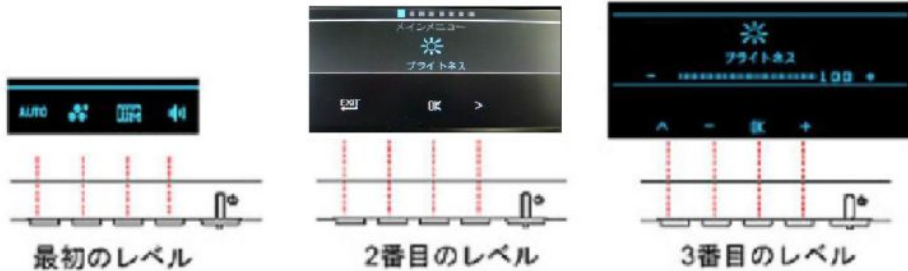 AUTO
最初のレベル
メインメニュー
ブライトネス
EXIT OK >
2番目のレベル
ブライトネス
- 100 +
^ - OK +
3番目のレベル